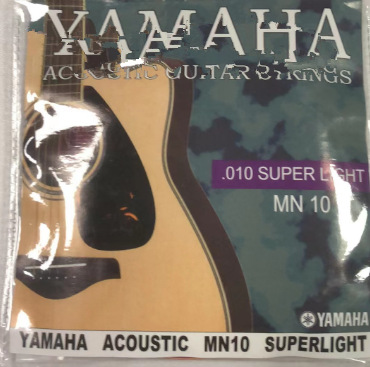 YAMAHA
ACOUSTIC GUITAR STRINGS
.010 SUPER LIGHT
MN 10
YAMAHA
YAMAHA ACOUSTIC MN10 SUPERLIGHT